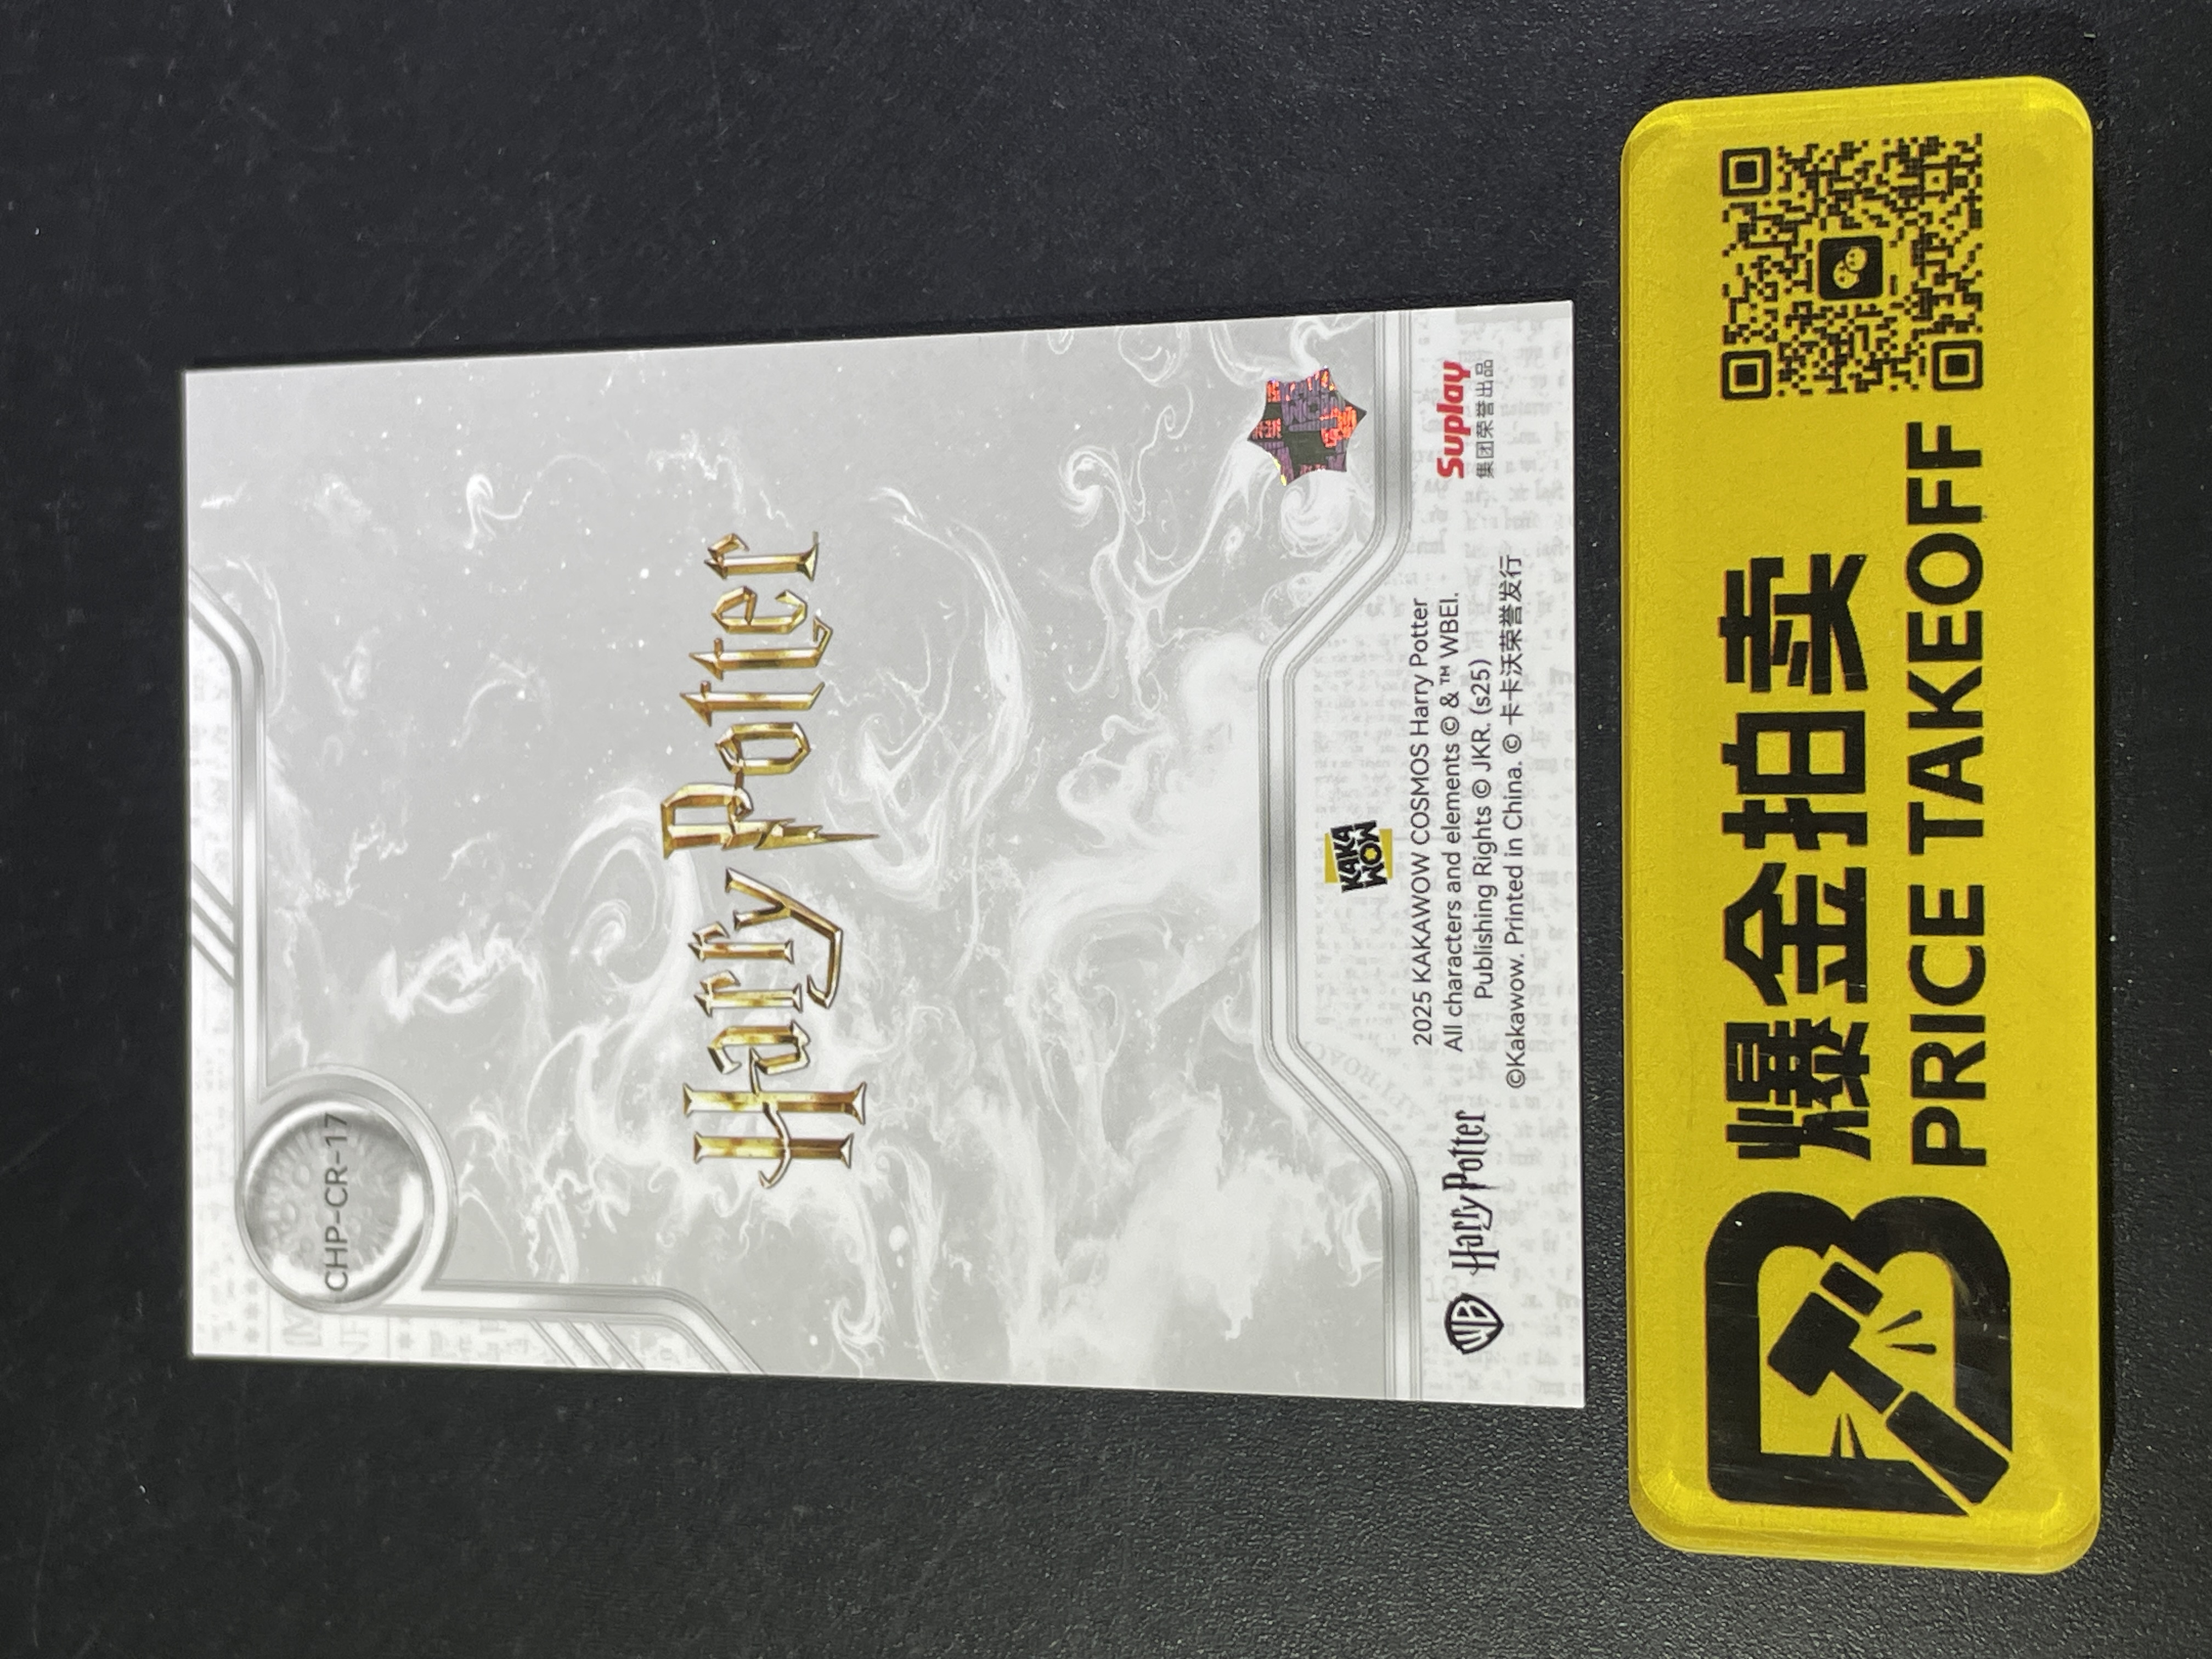 CHP-CR-17
Harry Potter
KAKA
WOW
2025 KAKAWOW COSMOS Harry Potter
All characters and elements © & ™ WBEI.
Publishing Rights © JKR. (s25)
©Kakawow. Printed in China. © 卡卡沃荣誉发行
WB
Harry Potter
Suplay
集团荣誉出品
爆金拍卖
PRICE TAKEOFF